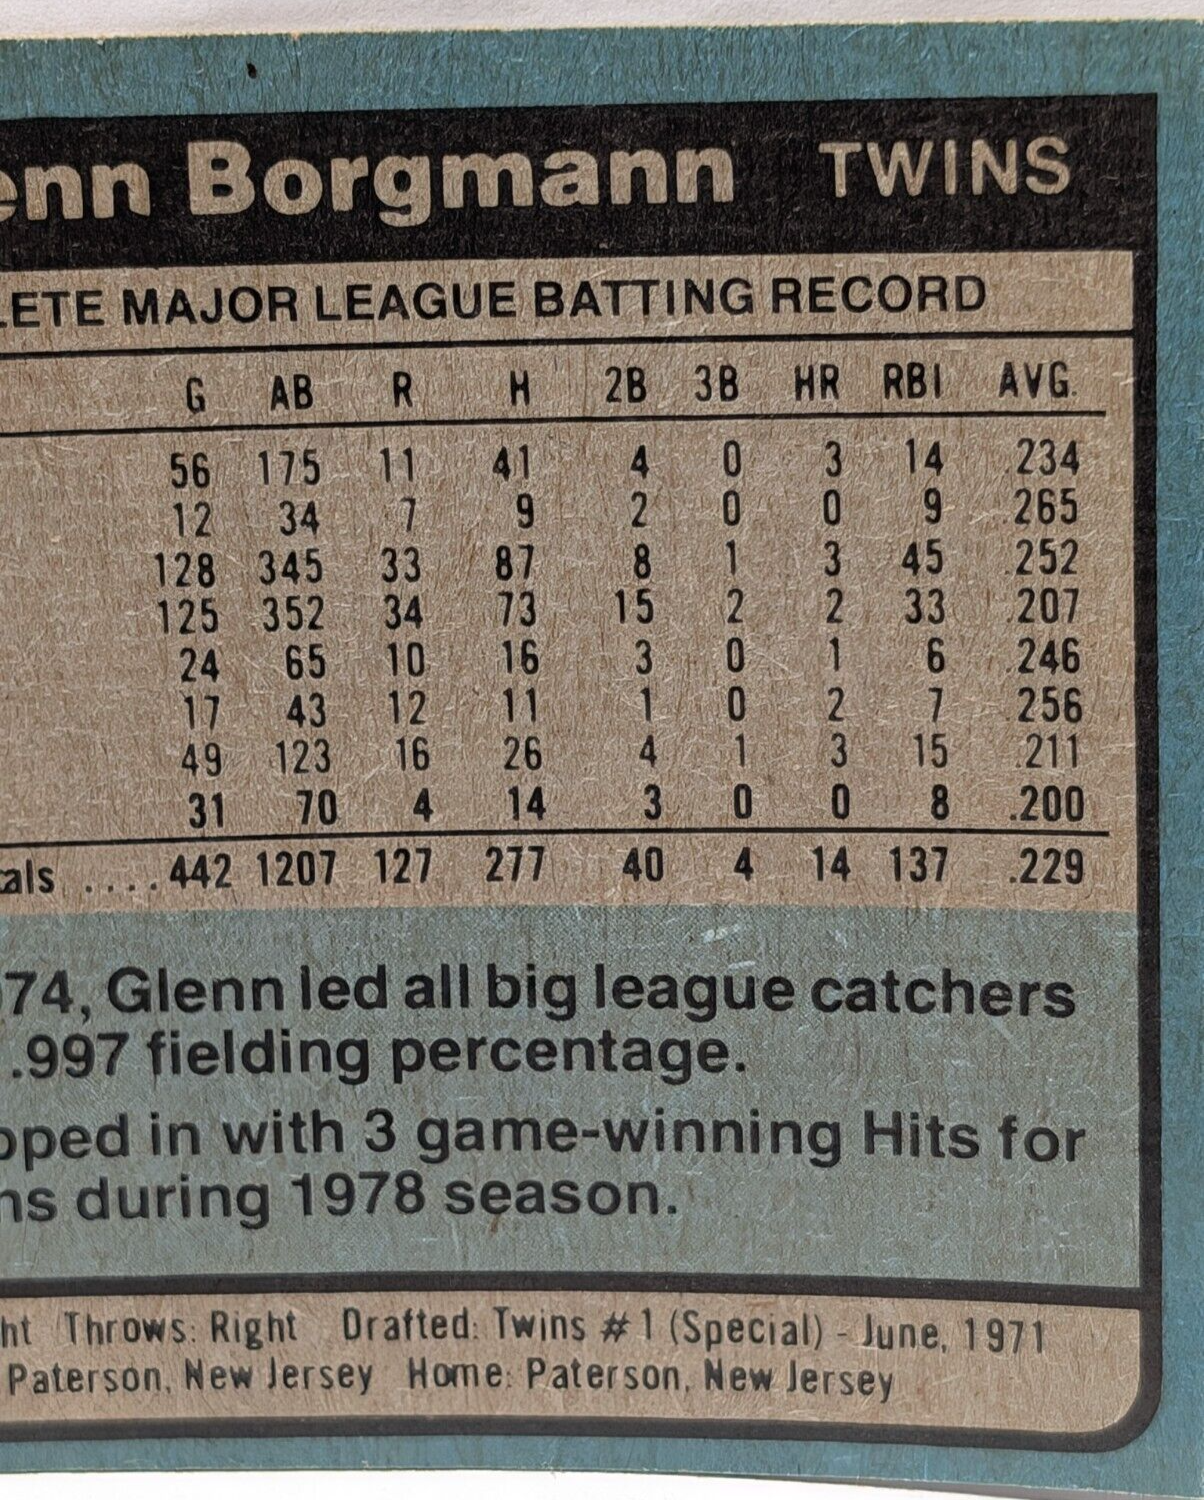 enn Borgmann TWINS
LETE MAJOR LEAGUE BATTING RECORD
G AB R H 2B 3B HR RBI AVG.
56 175 11 41 4 0 3 14 .234
12 34 7 9 2 0 0 9 .265
128 345 33 87 8 1 3 45 .252
125 352 34 73 15 2 2 33 .207
24 65 10 16 3 0 1 6 .246
17 43 12 11 1 0 2 7 .256
49 123 16 26 4 1 3 15 .211
31 70 4 14 3 0 0 8 .200
als .... 442 1207 127 277 40 4 14 137 .229
74, Glenn led all big league catchers
.997 fielding percentage.
pped in with 3 game-winning Hits for
ns during 1978 season.
ht Throws: Right Drafted: Twins #1 (Special) - June, 1971
Paterson, New Jersey Home: Paterson, New Jersey